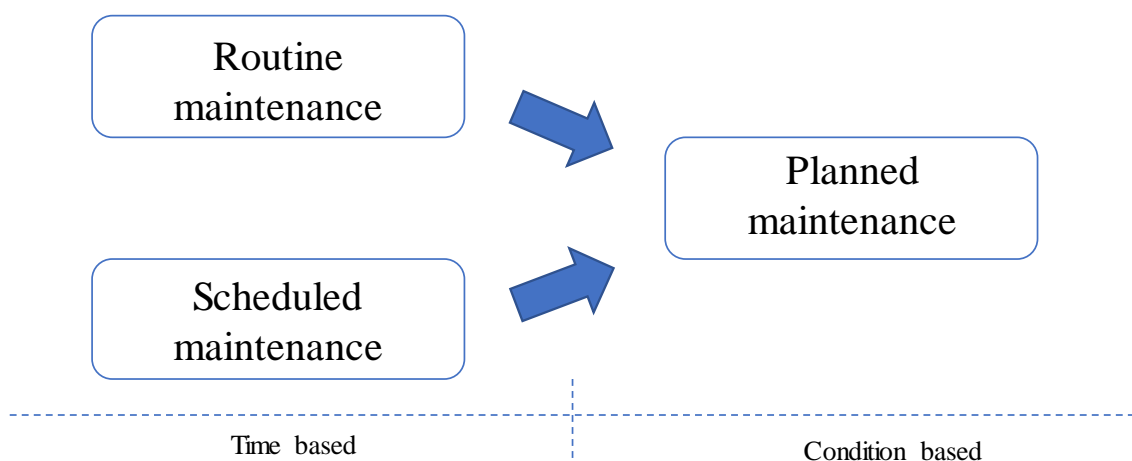 Routine
maintenance
Planned
maintenance
Scheduled
maintenance
Time based
Condition based